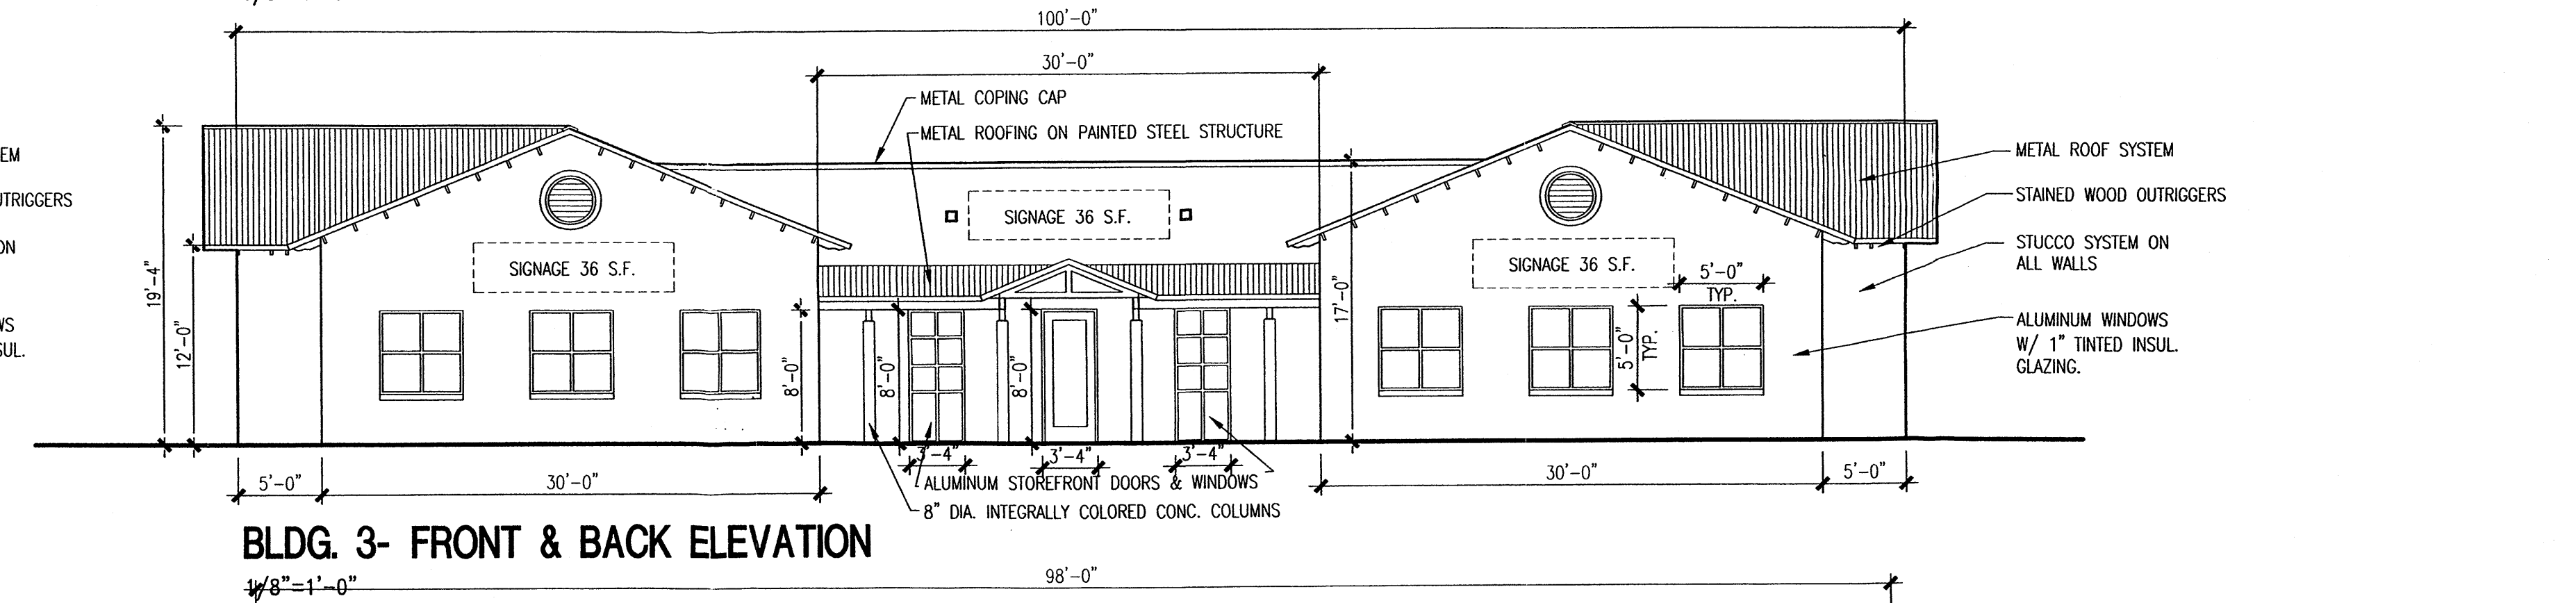 100'-0"
30'-0"
METAL COPING CAP
METAL ROOFING ON PAINTED STEEL STRUCTURE
EM
METAL ROOF SYSTEM
UTRIGGERS
STAINED WOOD OUTRIGGERS
SIGNAGE 36 S.F.
ON
STUCCO SYSTEM ON
ALL WALLS
SIGNAGE 36 S.F.
SIGNAGE 36 S.F.
5'-0"
TYP.
19'-4"
12'-0"
17'-0"
WS
SUL.
ALUMINUM WINDOWS
W/ 1" TINTED INSUL.
GLAZING.
5'-0"
TYP.
8'-0"
8'-0"
8'-0"
3'-4"
3'-4"
3'-4"
5'-0"
30'-0"
ALUMINUM STOREFRONT DOORS & WINDOWS
30'-0"
5'-0"
8" DIA. INTEGRALLY COLORED CONC. COLUMNS
BLDG. 3- FRONT & BACK ELEVATION
1/8"=1'-0"
98'-0"